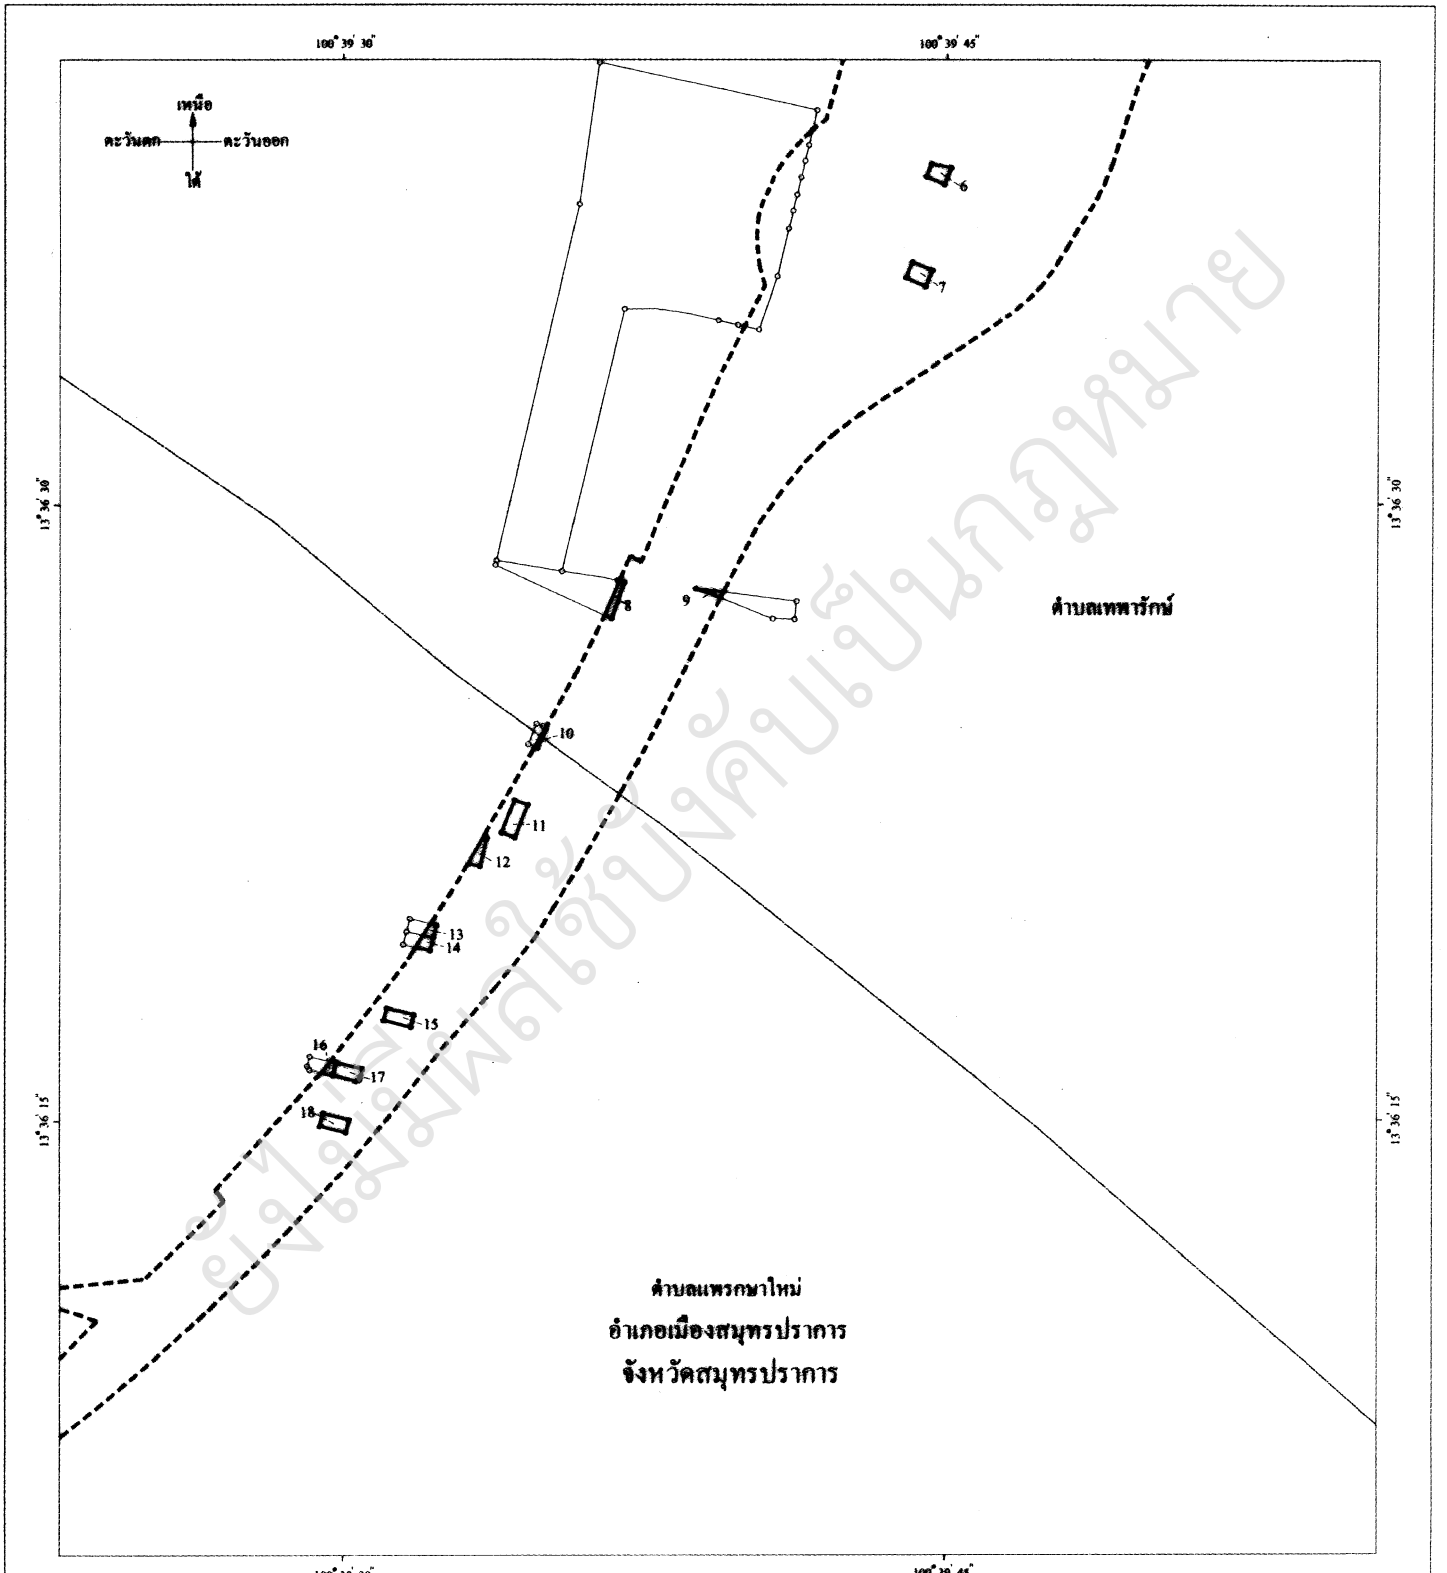 100° 39' 30"
100° 39' 45"
เหนือ
ตะวันตก
ตะวันออก
ใต้
6
7
13° 36' 30"
13° 36' 30"
8
9
ตำบลเทพารักษ์
10
11
12
13
14
15
16
17
18
13° 36' 15"
13° 36' 15"
ตำบลแพรกษาใหม่
อำเภอเมืองสมุทรปราการ
จังหวัดสมุทรปราการ
ยังไม่มีผลใช้บังคับเป็นกฎหมาย
100° 39' 45"